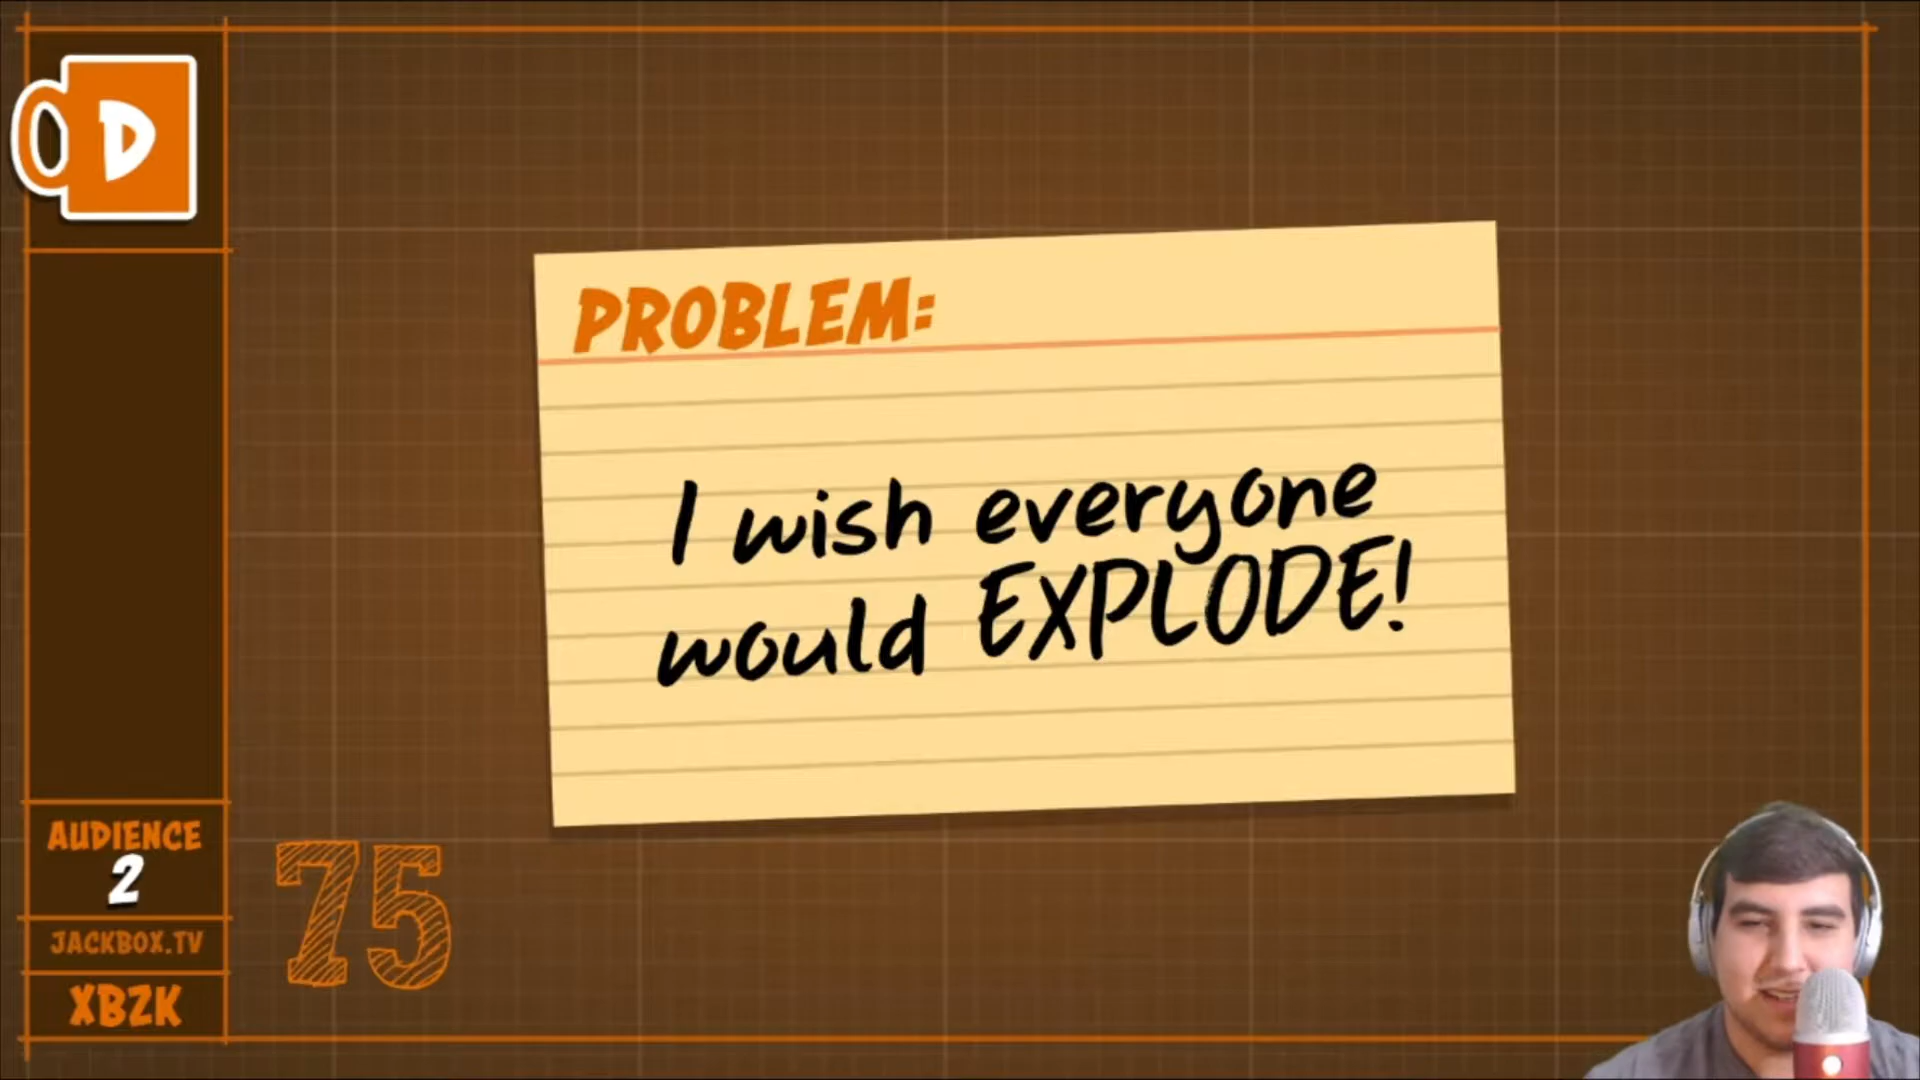 D
PROBLEM:
I wish everyone
would EXPLODE!
AUDIENCE
2
75
JACKBOX.TV
XBZK